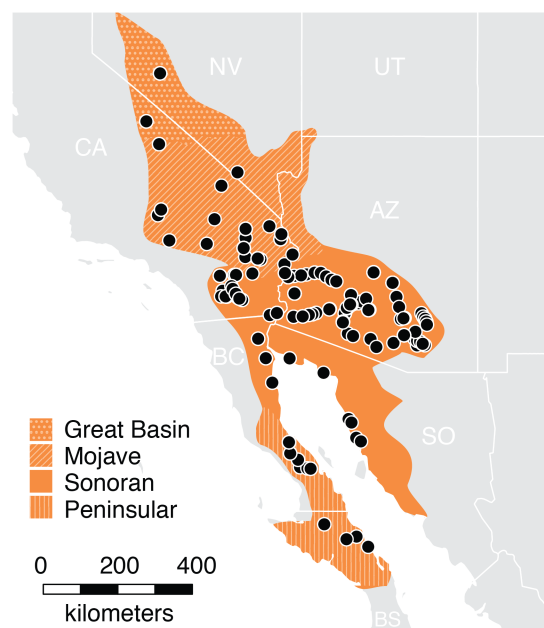 NV
UT
CA
AZ
BC
SO
Great Basin
Mojave
Sonoran
Peninsular
0 200 400
kilometers
BS